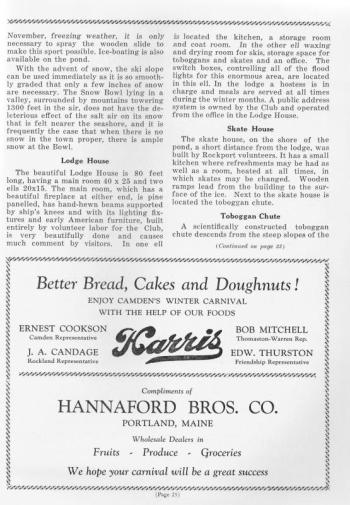 November, freezing weather, it is only
necessary to spray the wooden slide to
make this sport possible. Ice-boating is also
available on the pond.
With the advent of snow, the ski slope
can be used immediately as it is so smooth-
ly graded that only a few inches of snow
are necessary. The Snow Bowl lying in a
valley, surrounded by mountains towering
1300 feet in the air, does not have the de-
leterious effect of the salt air on its snow
that is felt nearer the seashore, and it is
frequently the case that when there is no
snow in the town proper, there is ample
snow at the Bowl.
Lodge House
The beautiful Lodge House is 80 feet
long, having a main room 40 x 25 and two
ells 20x15. The main room, which has a
beautiful fireplace at either end, is pine
panelled, has hand-hewn beams supported
by ship's knees and with its lighting fix-
tures and early American furniture, built
entirely by volunteer labor for the Club,
is very beautifully done and causes
much comment by visitors. In one ell
is located the kitchen, a storage room
and coat room. In the other ell waxing
and drying room for skis, storage space for
toboggans and skates and an office. The
switch boxes, controlling all of the flood
lights for this enormous area, are located
in this ell. In the lodge a hostess is in
charge and meals are served at all times
during the winter months. A public address
system is owned by the Club and operated
from the office in the Lodge House.
Skate House
The skate house, on the shore of the
pond, a short distance from the lodge, was
built by Rockport volunteers. It has a small
kitchen where refreshments may be had as
well as a room, heated at all times, in
which skates may be changed. Wooden
ramps lead from the building to the sur-
face of the ice. Next to the skate house is
located the toboggan chute.
Toboggan Chute
A scientifically constructed toboggan
chute descends from the steep slopes of the
(Continued on page 33)
Better Bread, Cakes and Doughnuts!
ENJOY CAMDEN'S WINTER CARNIVAL
WITH THE HELP OF OUR FOODS
ERNEST COOKSON
Camden Representative
J. A. CANDAGE
Rockland Representative
Harris
BOB MITCHELL
Thomaston-Warren Rep.
EDW. THURSTON
Friendship Representative
Compliments of
HANNAFORD BROS. CO.
PORTLAND, MAINE
Wholesale Dealers in
Fruits - Produce - Groceries
We hope your carnival will be a great success
(Page 25)